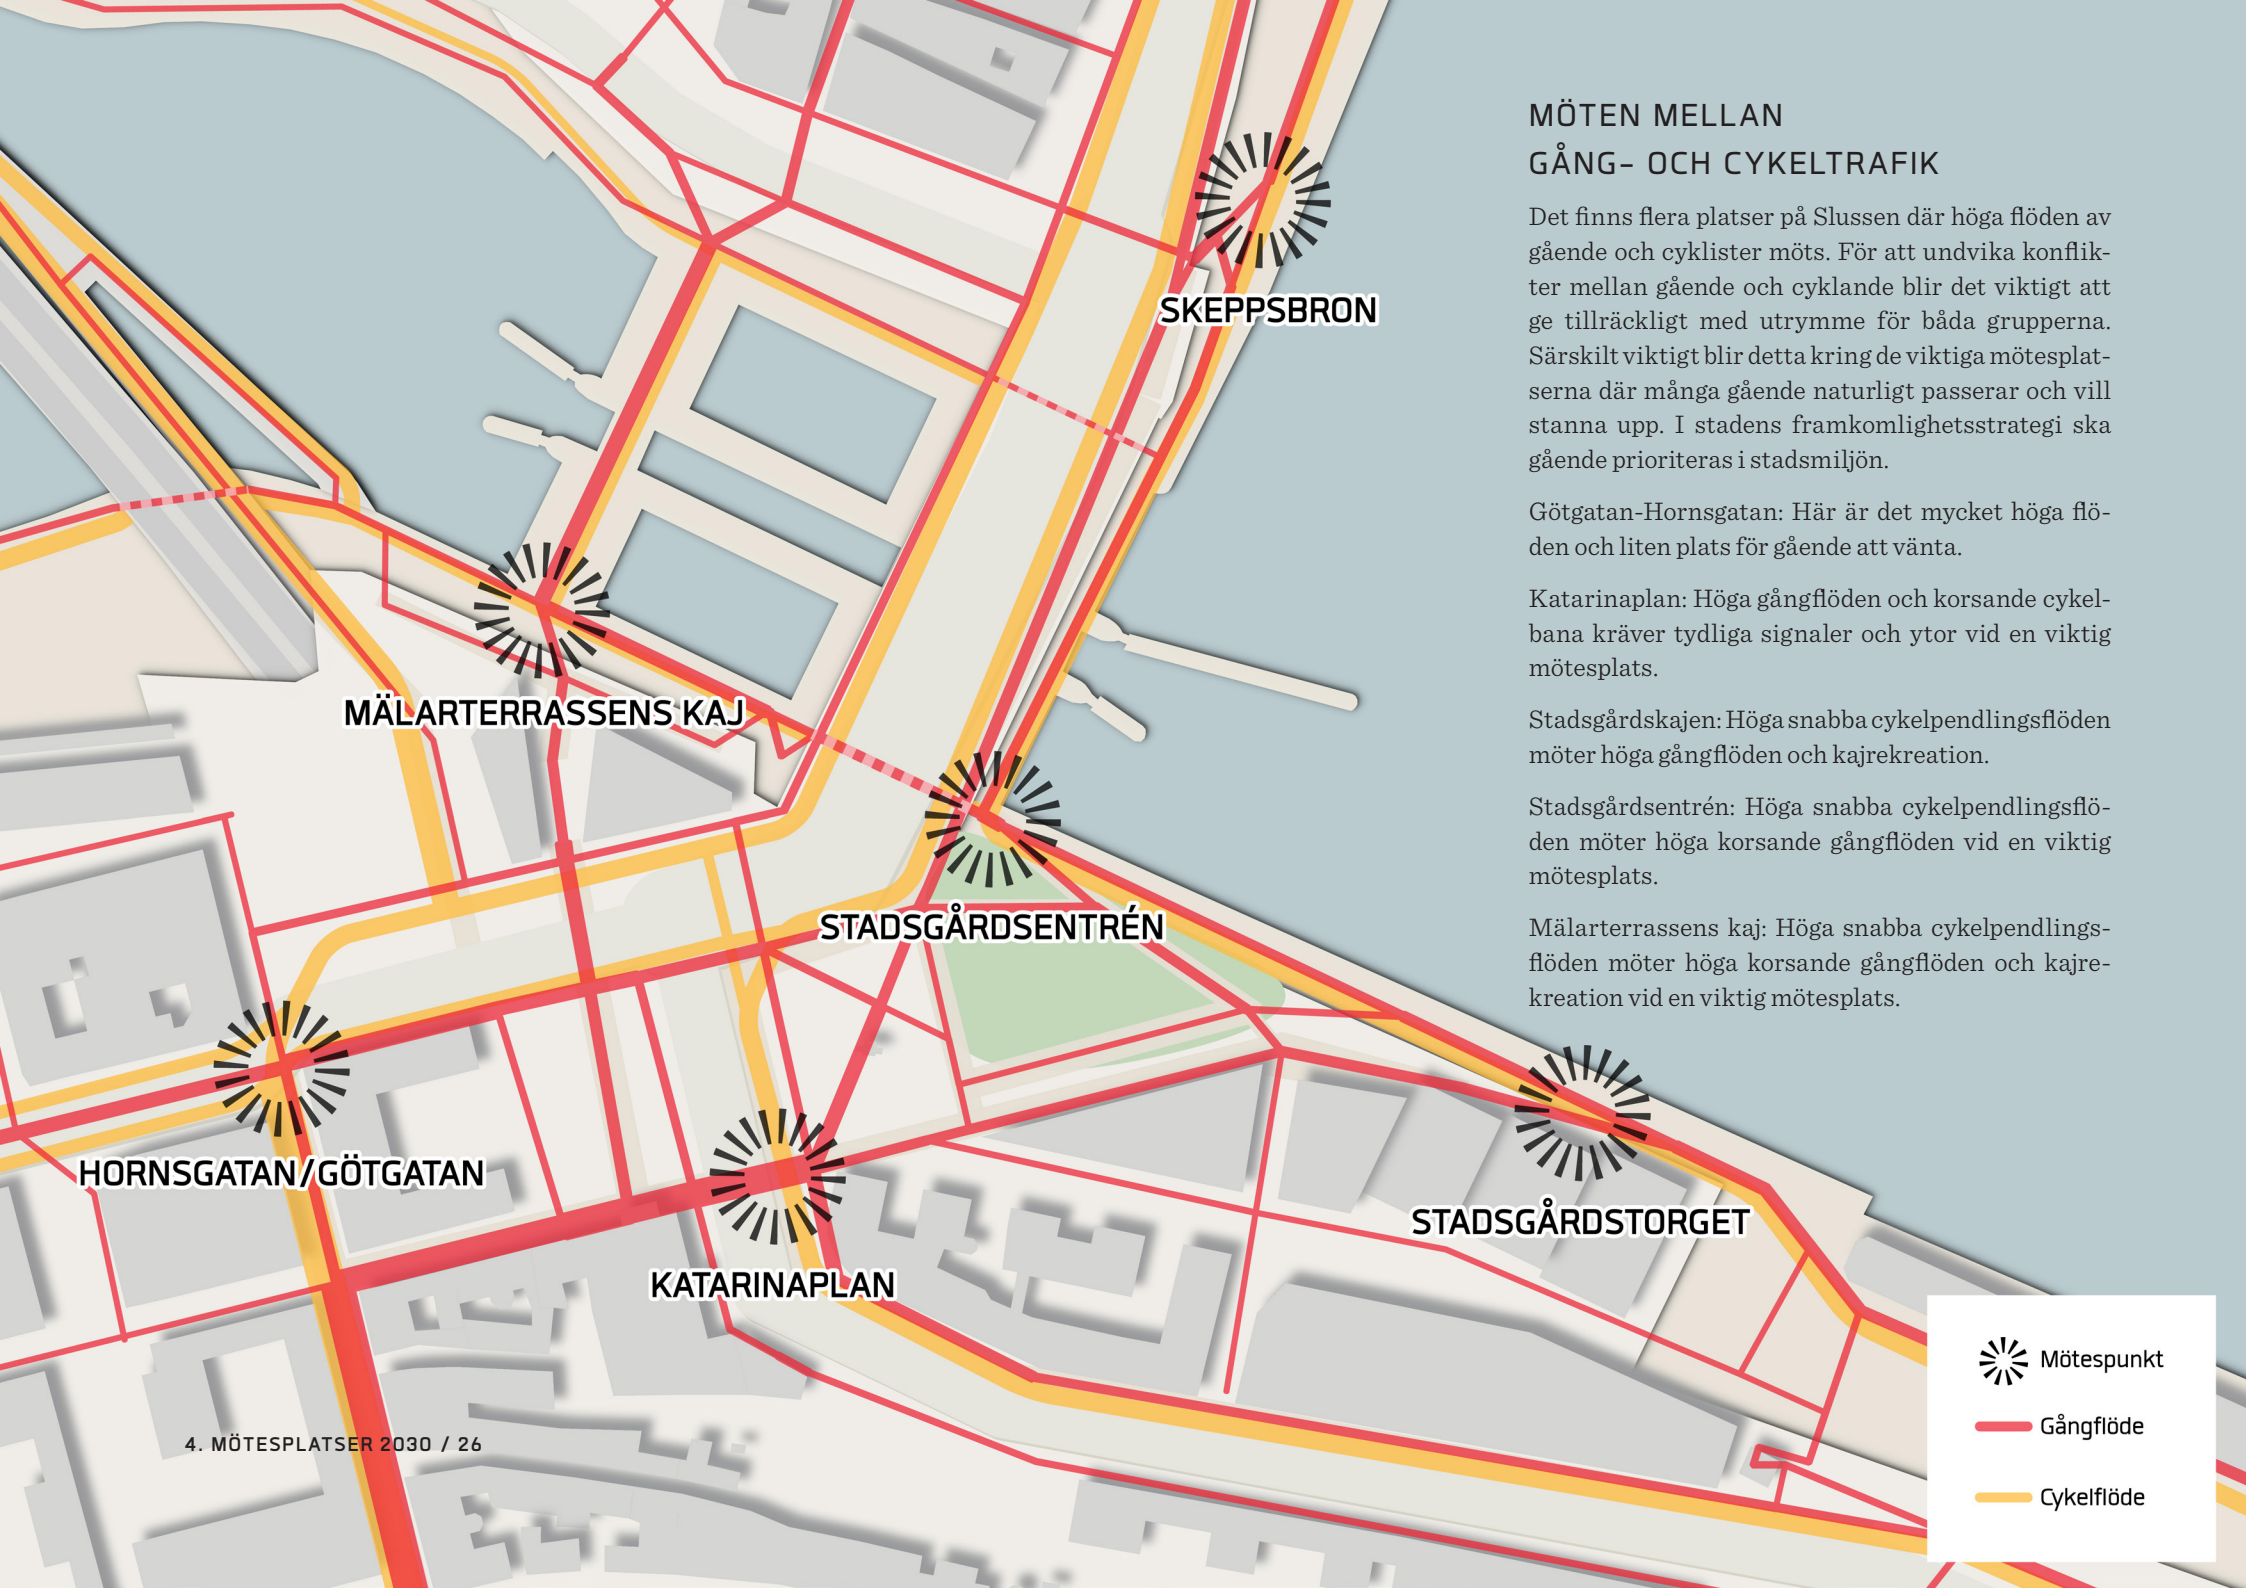 MÖTEN MELLAN
GÅNG- OCH CYKELTRAFIK
Det finns flera platser på Slussen där höga flöden av
gående och cyklister möts. För att undvika konflik-
ter mellan gående och cyklande blir det viktigt att
ge tillräckligt med utrymme för båda grupperna.
Särskilt viktigt blir detta kring de viktiga mötesplat-
serna där många gående naturligt passerar och vill
stanna upp. I stadens framkomlighetsstrategi ska
gående prioriteras i stadsmiljön.
Götgatan-Hornsgatan: Här är det mycket höga flö-
den och liten plats för gående att vänta.
Katarinaplan: Höga gångflöden och korsande cykel-
bana kräver tydliga signaler och ytor vid en viktig
mötesplats.
Stadsgårdskajen: Höga snabba cykelpendlingsflöden
möter höga gångflöden och kajrekreation.
Stadsgårdsentrén: Höga snabba cykelpendlingsflö-
den möter höga korsande gångflöden vid en viktig
mötesplats.
Mälarterrassens kaj: Höga snabba cykelpendlings-
flöden möter höga korsande gångflöden och kajre-
kreation vid en viktig mötesplats.
SKEPPSBRON
MÄLARTERRASSENS KAJ
STADSGÅRDSENTRÉN
HORNSGATAN/GÖTGATAN
STADSGÅRDSTORGET
KATARINAPLAN
Mötespunkt
Gångflöde
Cykelflöde
4. MÖTESPLATSER 2030 / 26